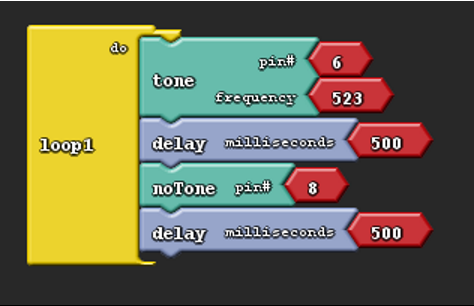 do
pin# 6
tone
frequency 523
loop1
delay milliseconds 500
noTone pin# 8
delay milliseconds 500